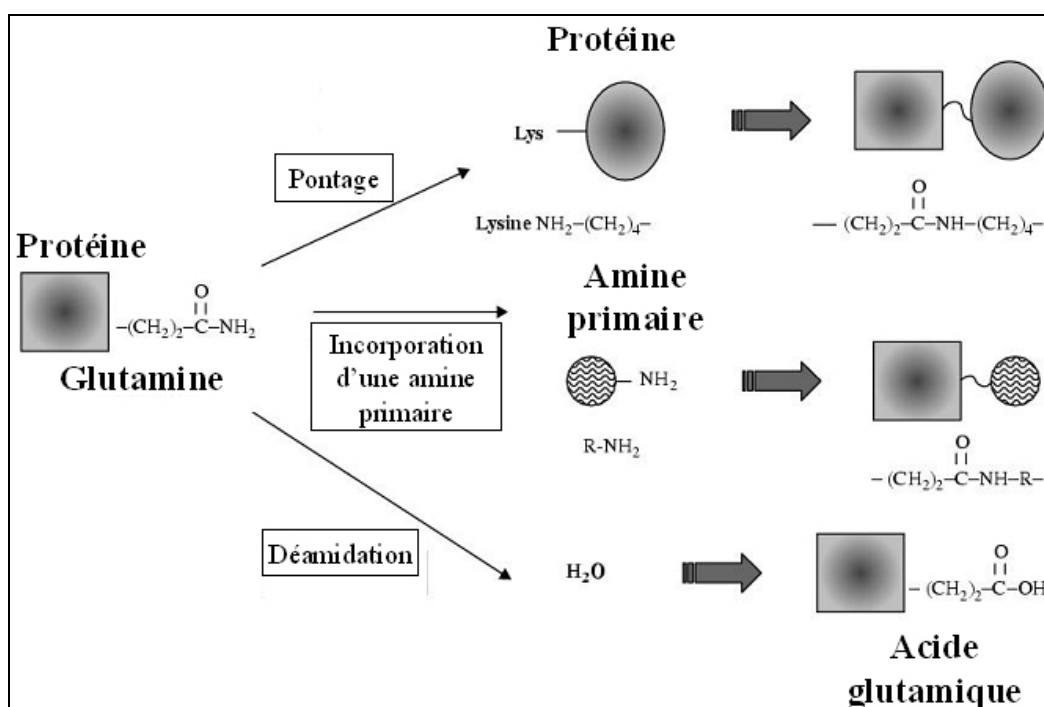 Protéine
Lys
Pontage
Lysine NH₂–(CH₂)₄–
O
— (CH₂)₂–C–NH–(CH₂)₄–
Protéine
O
–(CH₂)₂–C–NH₂
Glutamine
Amine
primaire
Incorporation
d’une amine
primaire
– NH₂
R-NH₂
O
– (CH₂)₂–C–NH–R–
Déamidation
H₂O
O
– (CH₂)₂–C–OH
Acide
glutamique